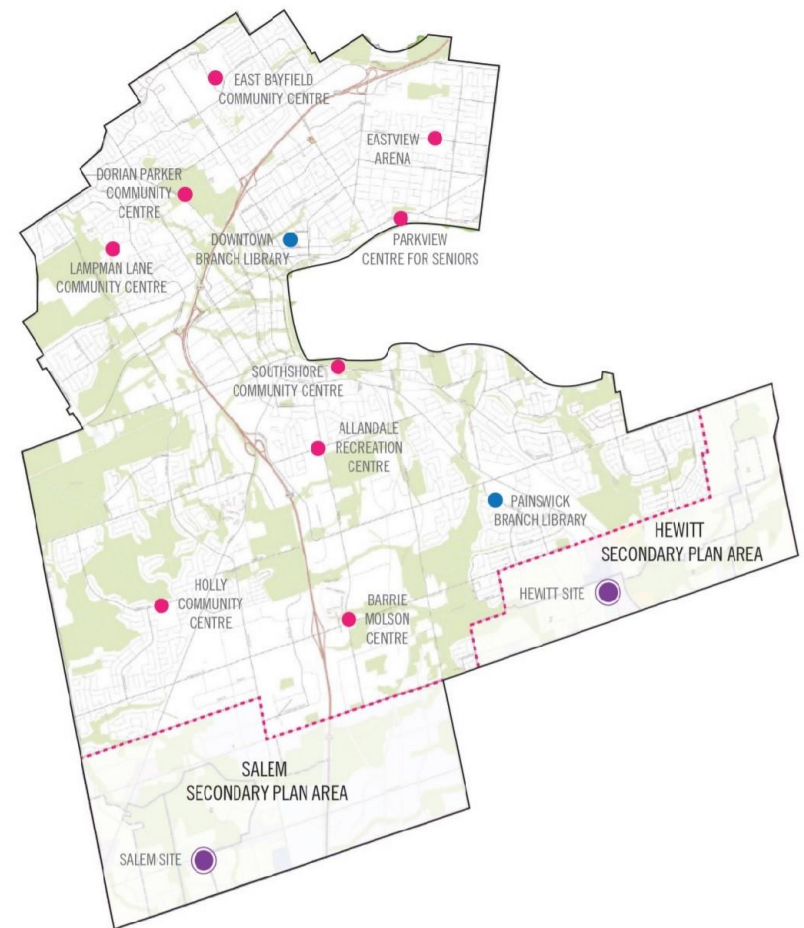 EAST BAYFIELD
COMMUNITY CENTRE
EASTVIEW
ARENA
DORIAN PARKER
COMMUNITY
CENTRE
DOWNTOWN
BRANCH LIBRARY
PARKVIEW
CENTRE FOR SENIORS
LAMPMAN LANE
COMMUNITY CENTRE
SOUTHSHORE
COMMUNITY CENTRE
ALLANDALE
RECREATION
CENTRE
PAINSWICK
BRANCH LIBRARY
HEWITT
SECONDARY PLAN AREA
HEWITT SITE
HOLLY
COMMUNITY
CENTRE
BARRIE
MOLSON
CENTRE
SALEM
SECONDARY PLAN AREA
SALEM SITE